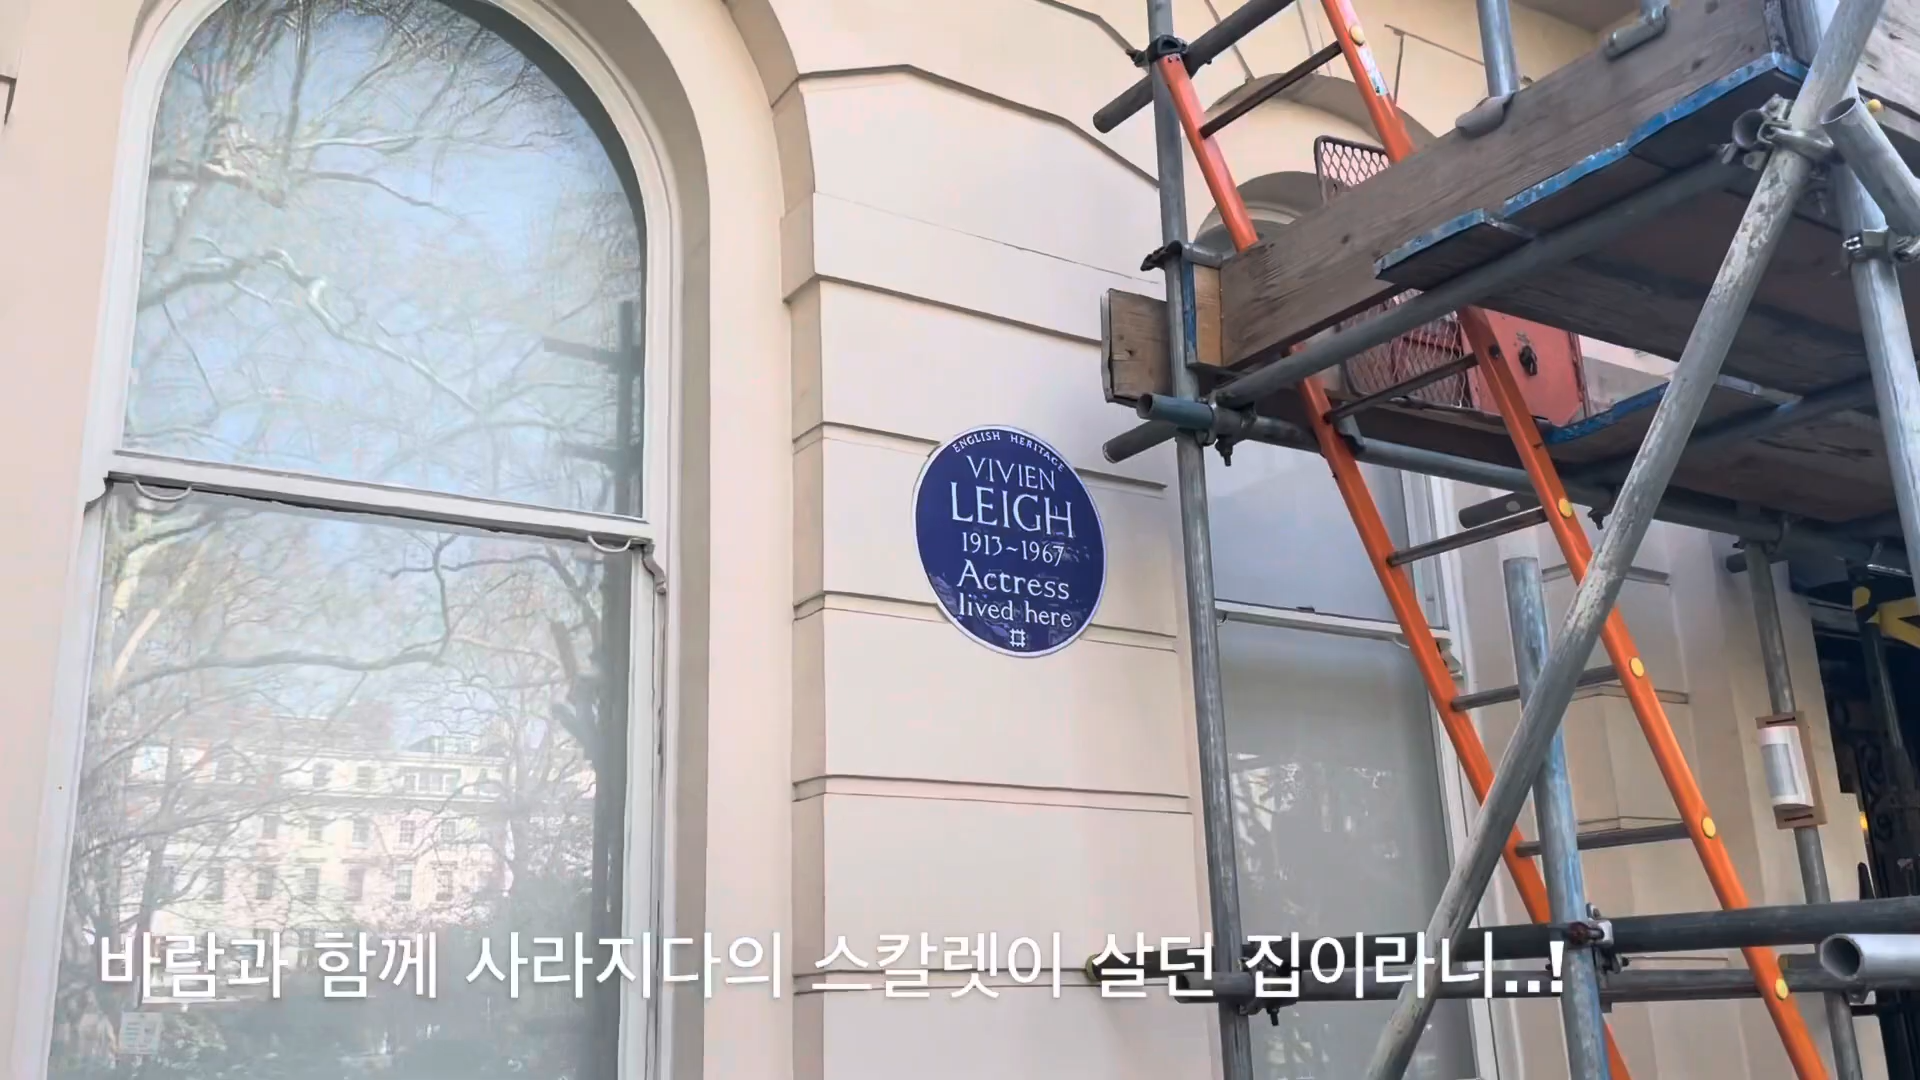 ENGLISH HERITAGE
VIVIEN
LEIGH
1913~1967
Actress
lived here
바람과 함께 사라지다의 스칼렛이 살던 집이라니..!